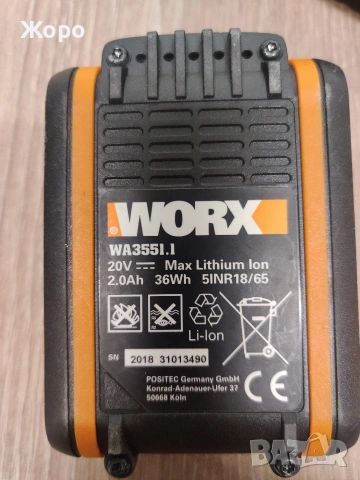 Жоро
WORX
WA3551.1
20V Max Lithium Ion
2.0Ah 36Wh 5INR18/65
Li-Ion
SN 2018 31013490
POSITEC Germany GmbH
Konrad-Adenauer-Ufer 37
50668 Köln
CE
BAZAR